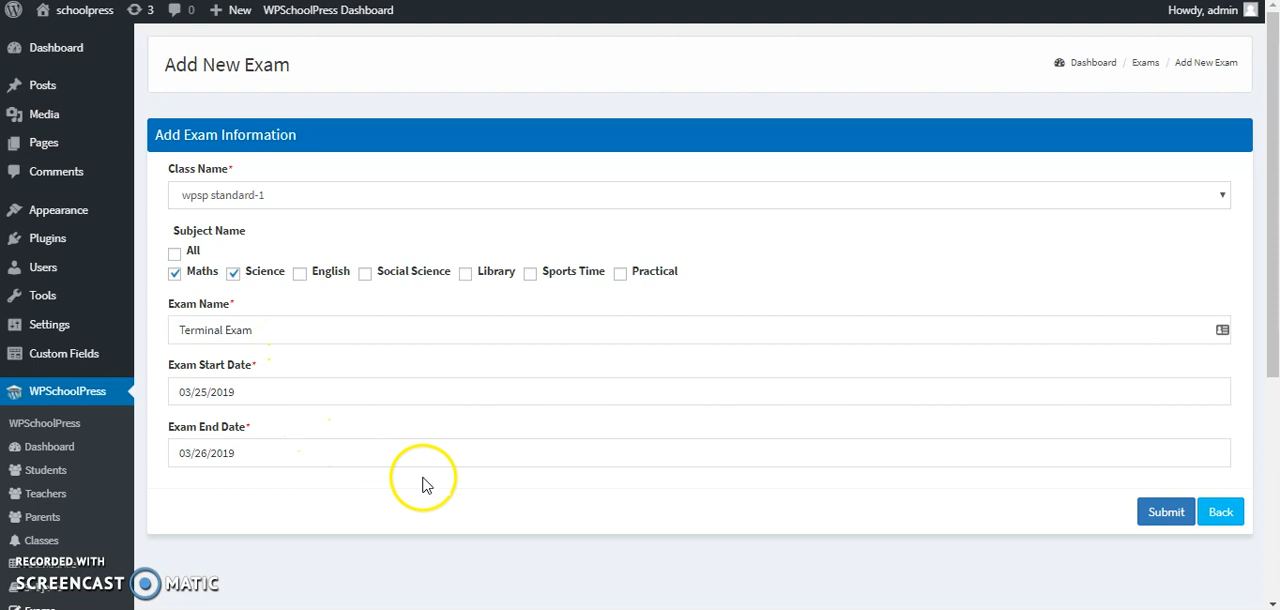 schoolpress 3 0 New WPSchoolPress Dashboard Howdy, admin
Dashboard
Posts
Media
Pages
Comments
Appearance
Plugins
Users
Tools
Settings
Custom Fields
WPSchoolPress
WPSchoolPress
Dashboard
Students
Teachers
Parents
Classes
RECORDED WITH
SCREENCAST MATIC
Add New Exam
Dashboard / Exams / Add New Exam
Add Exam Information
Class Name*
wpsp standard-1
Subject Name
All
Maths Science English Social Science Library Sports Time Practical
Exam Name*
Terminal Exam
Exam Start Date*
03/25/2019
Exam End Date*
03/26/2019
Submit Back